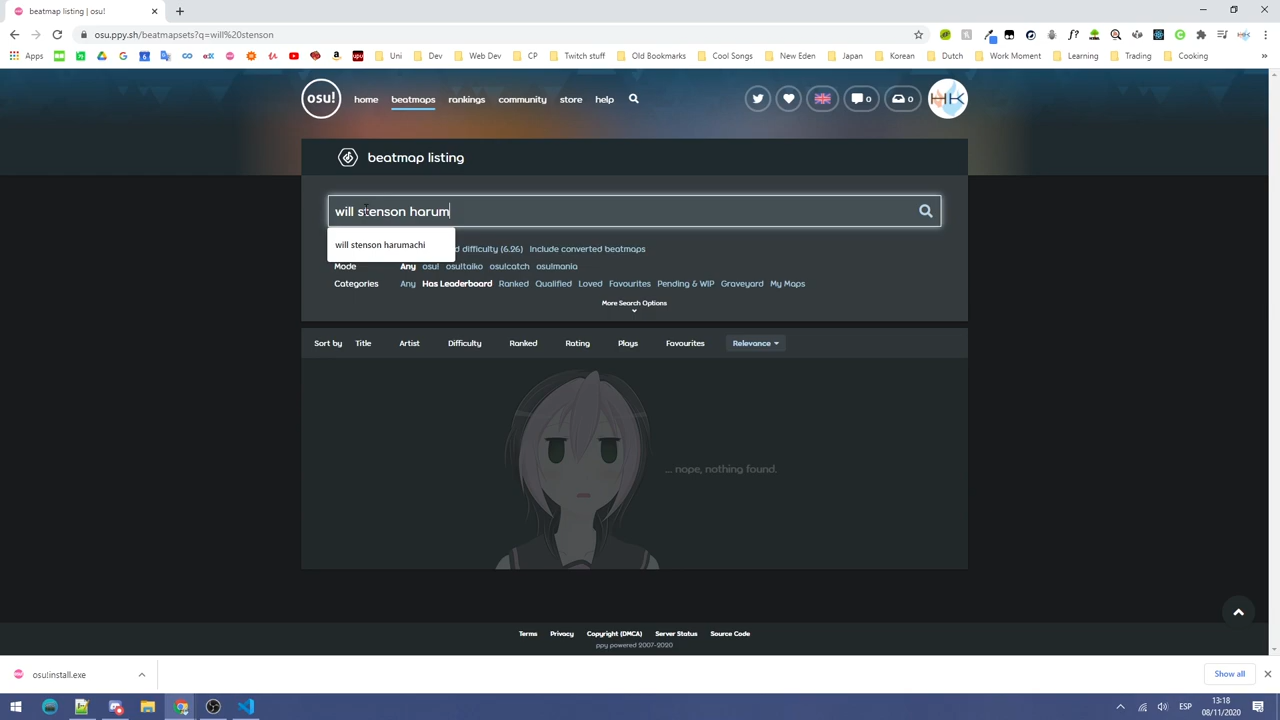 beatmap listing | osu!
osu.ppy.sh/beatmapsets?q=will%20stenson
Apps
Uni
Dev
Web Dev
CP
Twitch stuff
Old Bookmarks
Cool Songs
New Eden
Japan
Korean
Dutch
Work Moment
Learning
Trading
Cooking
»
osu!
home
beatmaps
rankings
community
store
help
0
0
HK
beatmap listing
will stenson harum
will stenson harumachi
d difficulty (6.26) Include converted beatmaps
Mode Any osu! osu!taiko osu!catch osu!mania
Categories Any Has Leaderboard Ranked Qualified Loved Favourites Pending & WIP Graveyard My Maps
More Search Options
Sort by Title Artist Difficulty Ranked Rating Plays Favourites Relevance
... nope, nothing found.
Terms Privacy Copyright (DMCA) Server Status Source Code
ppy powered 2007-2020
osu!install.exe
Show all
ESP
13:18
08/11/2020